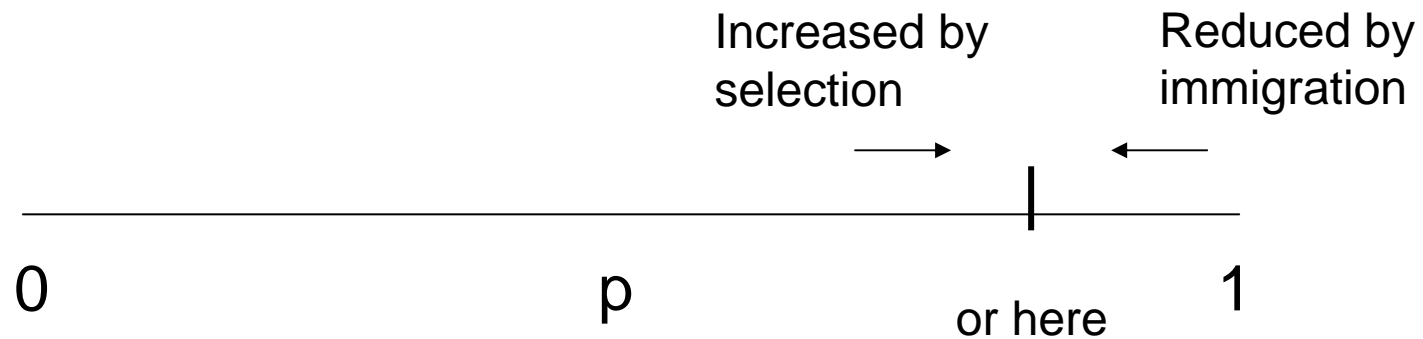 Increased by
selection
Reduced by
immigration
0
p
1
or here